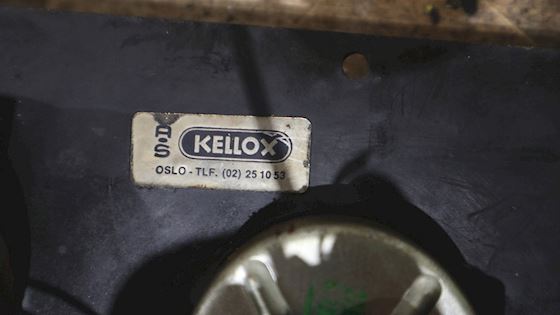 A·S KELLOX
OSLO - TLF. (02) 25 10 53